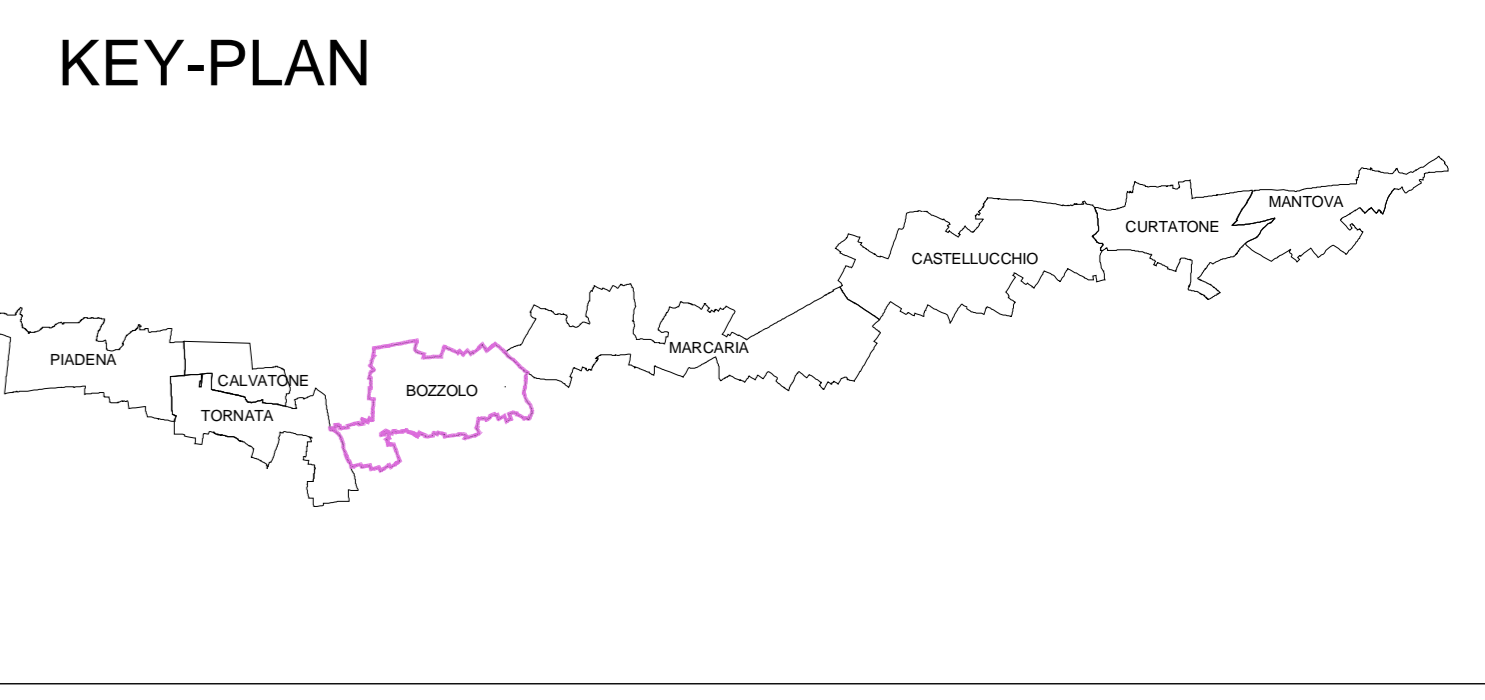 KEY-PLAN
MANTOVA
CURTATONE
CASTELLUCCHIO
MARCARIA
PIADENA
CALVATONE
BOZZOLO
TORNATA